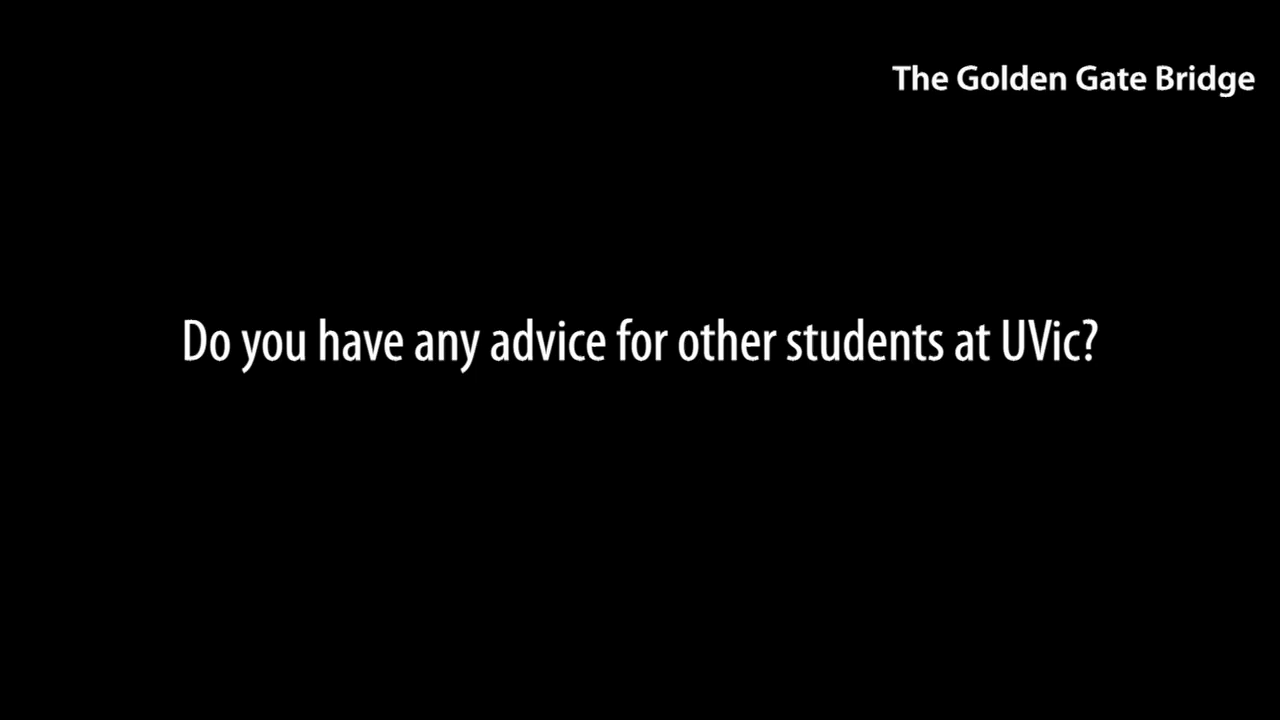 The Golden Gate Bridge
Do you have any advice for other students at UVic?